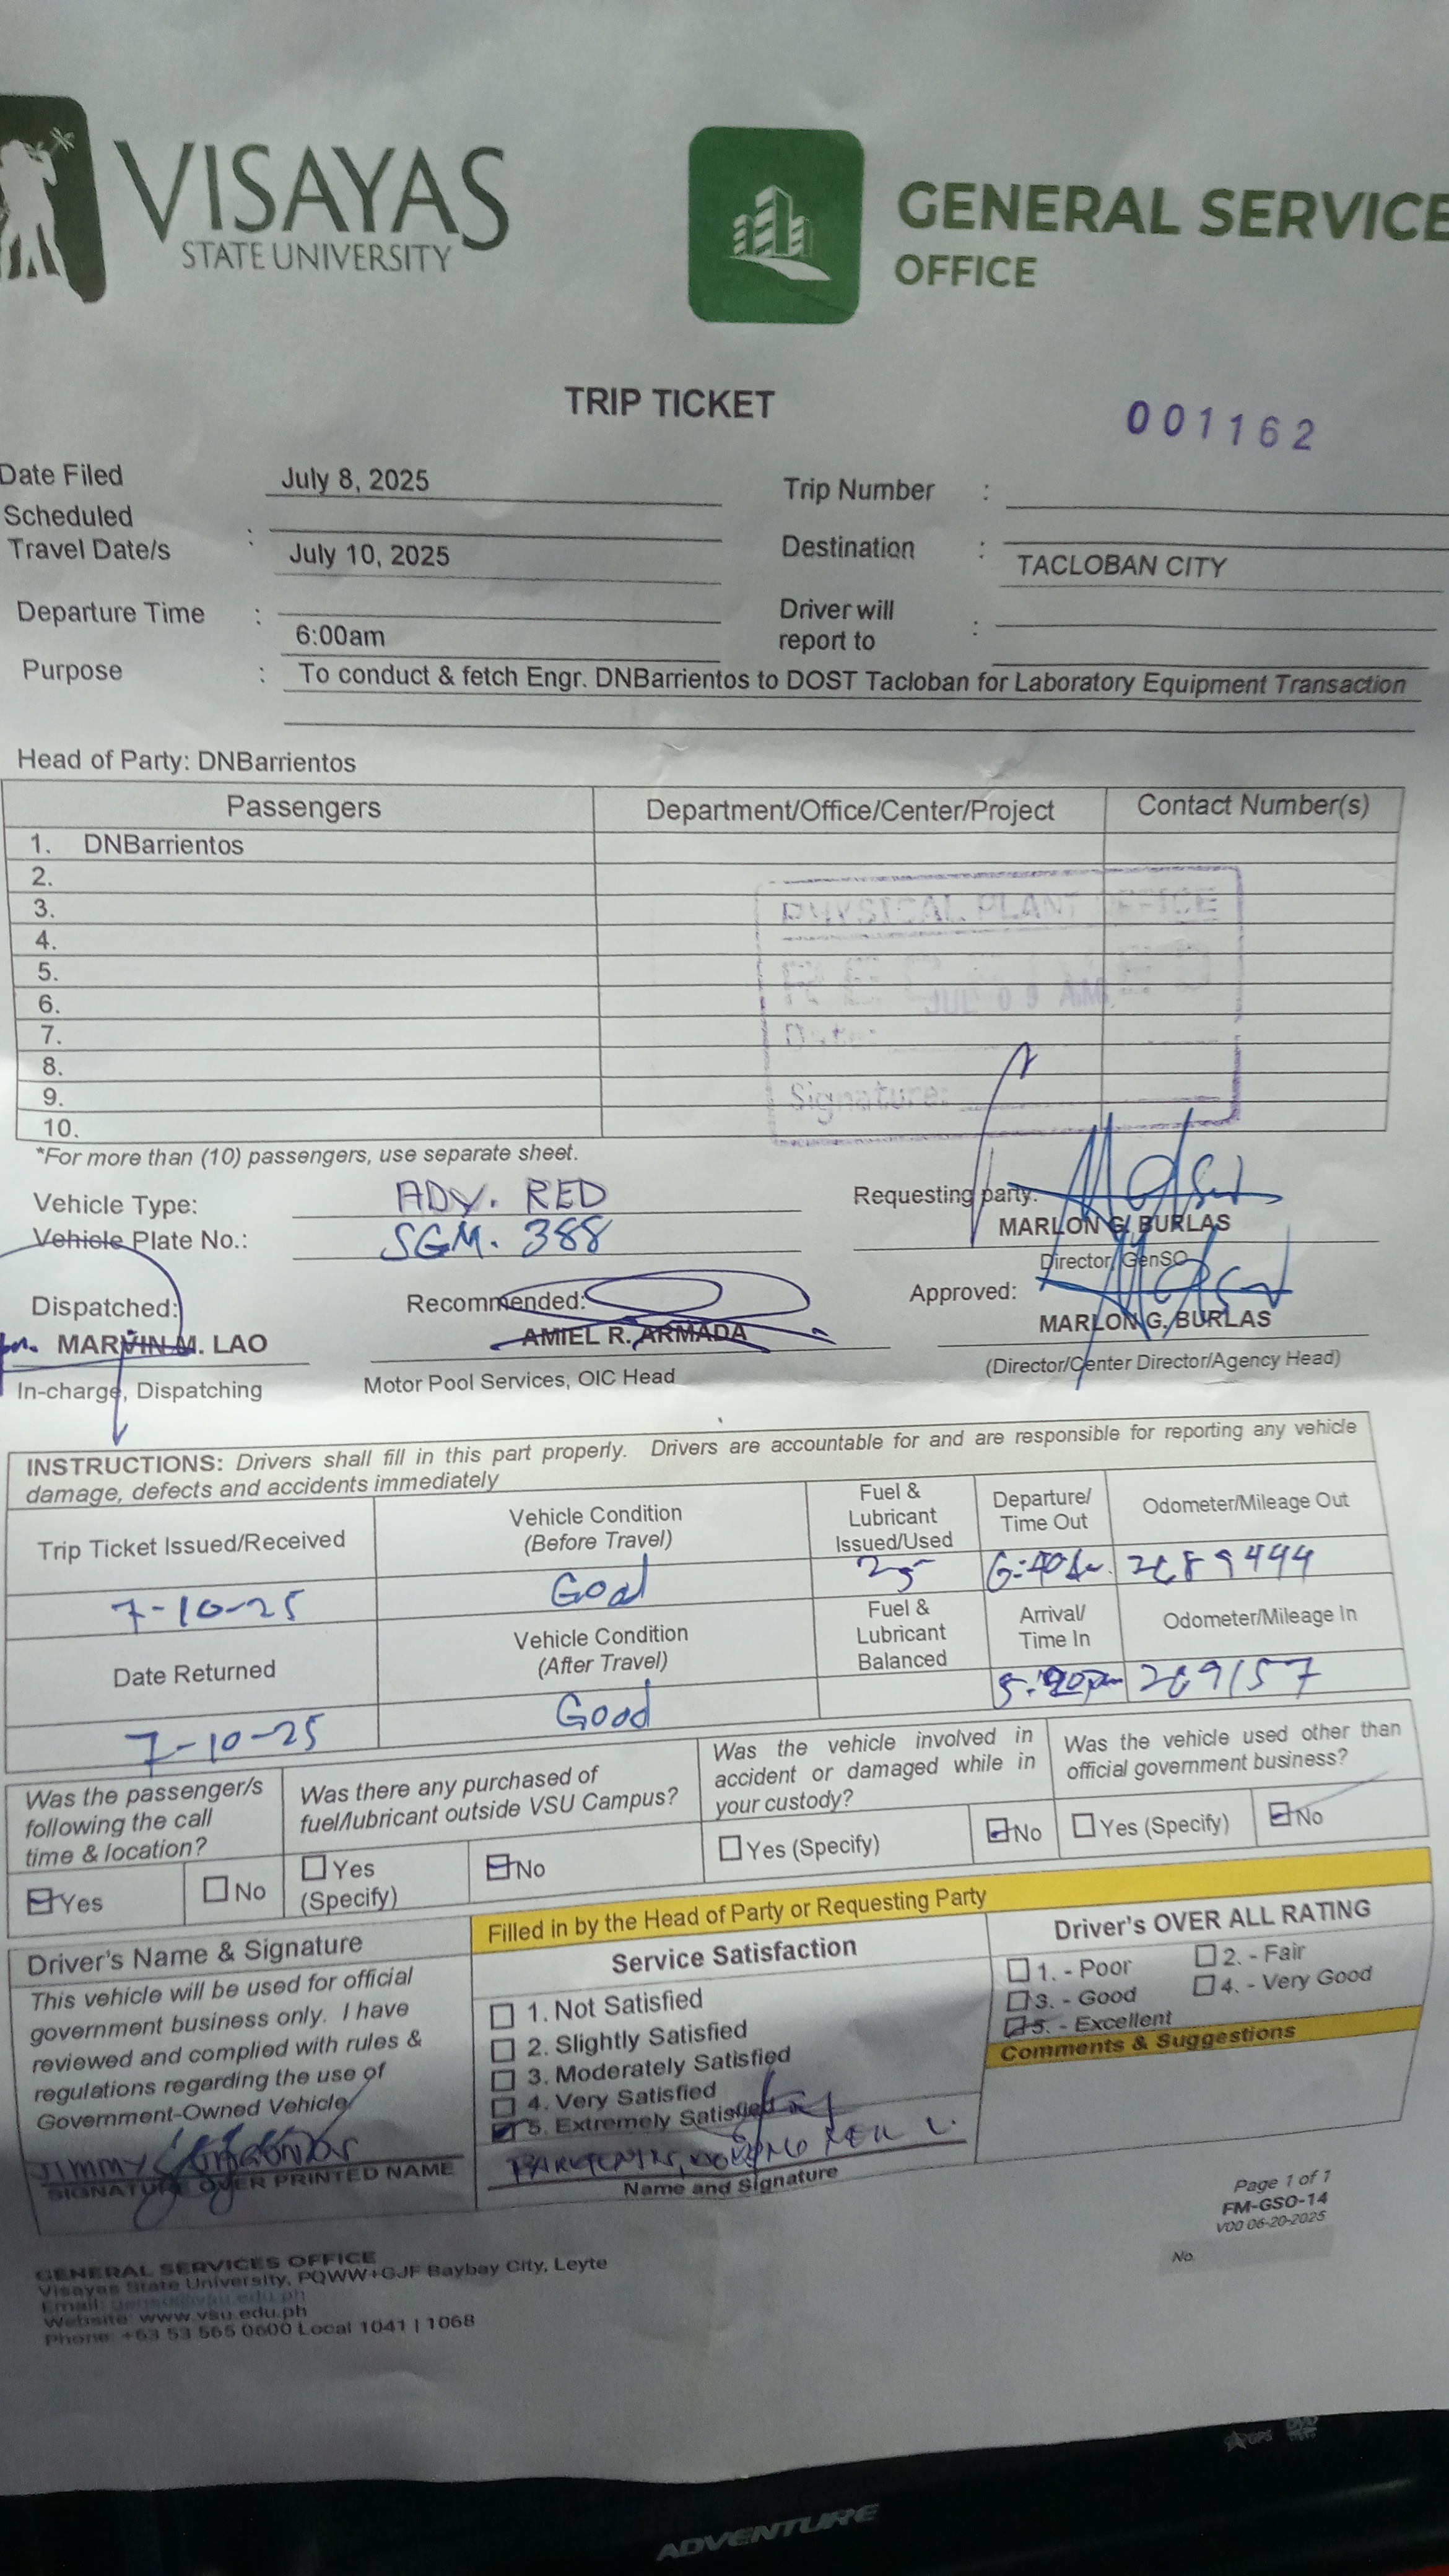 VISAYAS
STATE UNIVERSITY
GENERAL SERVICE
OFFICE
TRIP TICKET
001162
Date Filed July 8, 2025
Trip Number :
Scheduled
Travel Date/s : July 10, 2025
Destination : TACLOBAN CITY
Departure Time : 6:00am
Driver will
report to :
Purpose : To conduct & fetch Engr. DNBarrientos to DOST Tacloban for Laboratory Equipment Transaction
Head of Party: DNBarrientos
Passengers Department/Office/Center/Project Contact Number(s)
1. DNBarrientos
2.
3.
4.
5.
6.
7.
8.
9.
10.
PHYSICAL PLANT OFFICE
JUL 09 A.M.
Date:
Signature:
*For more than (10) passengers, use separate sheet.
Vehicle Type: ADV. RED
Vehicle Plate No.: SGM. 388
Requesting party:
MARLON G. BURLAS
Director, GenSO
Dispatched:
MARVIN M. LAO
In-charge, Dispatching
Recommended:
AMIEL R. ARMADA
Motor Pool Services, OIC Head
Approved:
MARLON G. BURLAS
(Director/Center Director/Agency Head)
INSTRUCTIONS: Drivers shall fill in this part properly. Drivers are accountable for and are responsible for reporting any vehicle
damage, defects and accidents immediately
Trip Ticket Issued/Received
Vehicle Condition
(Before Travel)
Fuel &
Lubricant
Issued/Used
Departure/
Time Out
Odometer/Mileage Out
7-10-25
Good
25
Date Returned
Vehicle Condition
(After Travel)
Fuel &
Lubricant
Balanced
Arrival/
Time In
Odometer/Mileage In
7-10-25
Good
269157
Was the passenger/s
following the call
time & location?
Yes
No
Was there any purchased of
fuel/lubricant outside VSU Campus?
Yes
(Specify)
No
Was the vehicle involved in
accident or damaged while in
your custody?
Yes (Specify)
No
Was the vehicle used other than
official government business?
Yes (Specify)
No
Driver's Name & Signature
This vehicle will be used for official
government business only. I have
reviewed and complied with rules &
regulations regarding the use of
Government-Owned Vehicle
JIMMY
SIGNATURE OVER PRINTED NAME
Filled in by the Head of Party or Requesting Party
Service Satisfaction
1. Not Satisfied
2. Slightly Satisfied
3. Moderately Satisfied
4. Very Satisfied
5. Extremely Satisfied
Name and Signature
Driver's OVER ALL RATING
1. - Poor
2. - Fair
3. - Good
4. - Very Good
5. - Excellent
Comments & Suggestions
Page 1 of 1
FM-GSO-14
V00 06-20-2025
No.
GENERAL SERVICES OFFICE
Visayas State University, PQWW+GJF Baybay City, Leyte
Email:
Website: www.vsu.edu.ph
Phone: +63 53 565 0600 Local 1041 | 1068
GPS
ADVENTURE